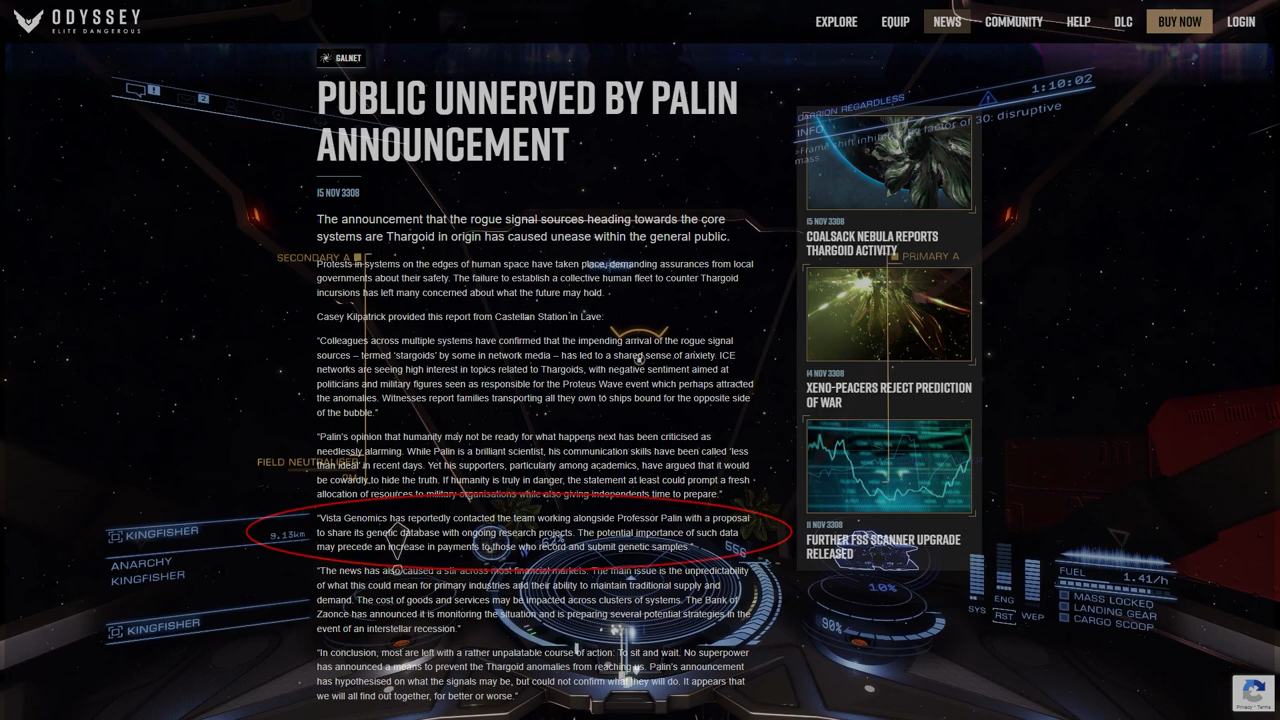 ODYSSEY
ELITE DANGEROUS
EXPLORE
EQUIP
NEWS
COMMUNITY
HELP
DLC
BUY NOW
LOGIN
GALNET
PUBLIC UNNERVED BY PALIN
ANNOUNCEMENT
15 NOV 3308
The announcement that the rogue signal sources heading towards the core
systems are Thargoid in origin has caused unease within the general public.
Protests in systems on the edges of human space have taken place, demanding assurances from local
governments about their safety. The failure to establish a collective human fleet to counter Thargoid
incursions has left many concerned about what the future may hold.
Casey Kilpatrick provided this report from Castellan Station in Lave:
“Colleagues across multiple systems have confirmed that the impending arrival of the rogue signal
sources – termed ‘stargoids’ by some in network media – has led to a shared sense of anxiety. ICE
networks are seeing high interest in topics related to Thargoids, with negative sentiment aimed at
politicians and military figures seen as responsible for the Proteus Wave event which perhaps attracted
the anomalies. Witnesses report families transporting all they own to ships bound for the opposite side
of the bubble.”
“Palin’s opinion that humanity may not be ready for what happens next has been criticised as
needlessly alarming. While Palin is a brilliant scientist, his communication skills have been called ‘less
than ideal’ in recent days. Yet his supporters, particularly among academics, have argued that it would
be cowardly to hide the truth. If humanity is truly in danger, the statement at least could prompt a fresh
allocation of resources to military organisations while also giving independents time to prepare.”
“Vista Genomics has reportedly contacted the team working alongside Professor Palin with a proposal
to share its genetic database with ongoing research projects. The potential importance of such data
may precede an increase in payments to those who record and submit genetic samples.”
“The news has also caused a stir across most financial markets. The main issue is the unpredictability
of what this could mean for primary industries and their ability to maintain traditional supply and
demand. The cost of goods and services may be impacted across clusters of systems. The Bank of
Zaonce has announced it is monitoring the situation and is preparing several potential strategies in the
event of an interstellar recession.”
“In conclusion, most are left with a rather unpalatable course of action: To sit and wait. No superpower
has announced a means to prevent the Thargoid anomalies from reaching us. Palin’s announcement
has hypothesised on what the signals may be, but could not confirm what they will do. It appears that
we will all find out together, for better or worse.”
15 NOV 3308
COALSACK NEBULA REPORTS
THARGOID ACTIVITY
14 NOV 3308
XENO-PEACERS REJECT PREDICTION
OF WAR
11 NOV 3308
FURTHER FSS SCANNER UPGRADE
RELEASED
2
1:10:02
REGARDLESS
INFO
Frame shift inhibited factor of 30: disruptive
mass
SECONDARY A
PRIMARY A
FIELD NEUTRALISER
KINGFISHER
9.13km
ANARCHY
KINGFISHER
KINGFISHER
10%
90%
SYS
ENG
RST
WEP
FUEL
1.41/h
MASS LOCKED
LANDING GEAR
CARGO SCOOP
Privacy - Terms